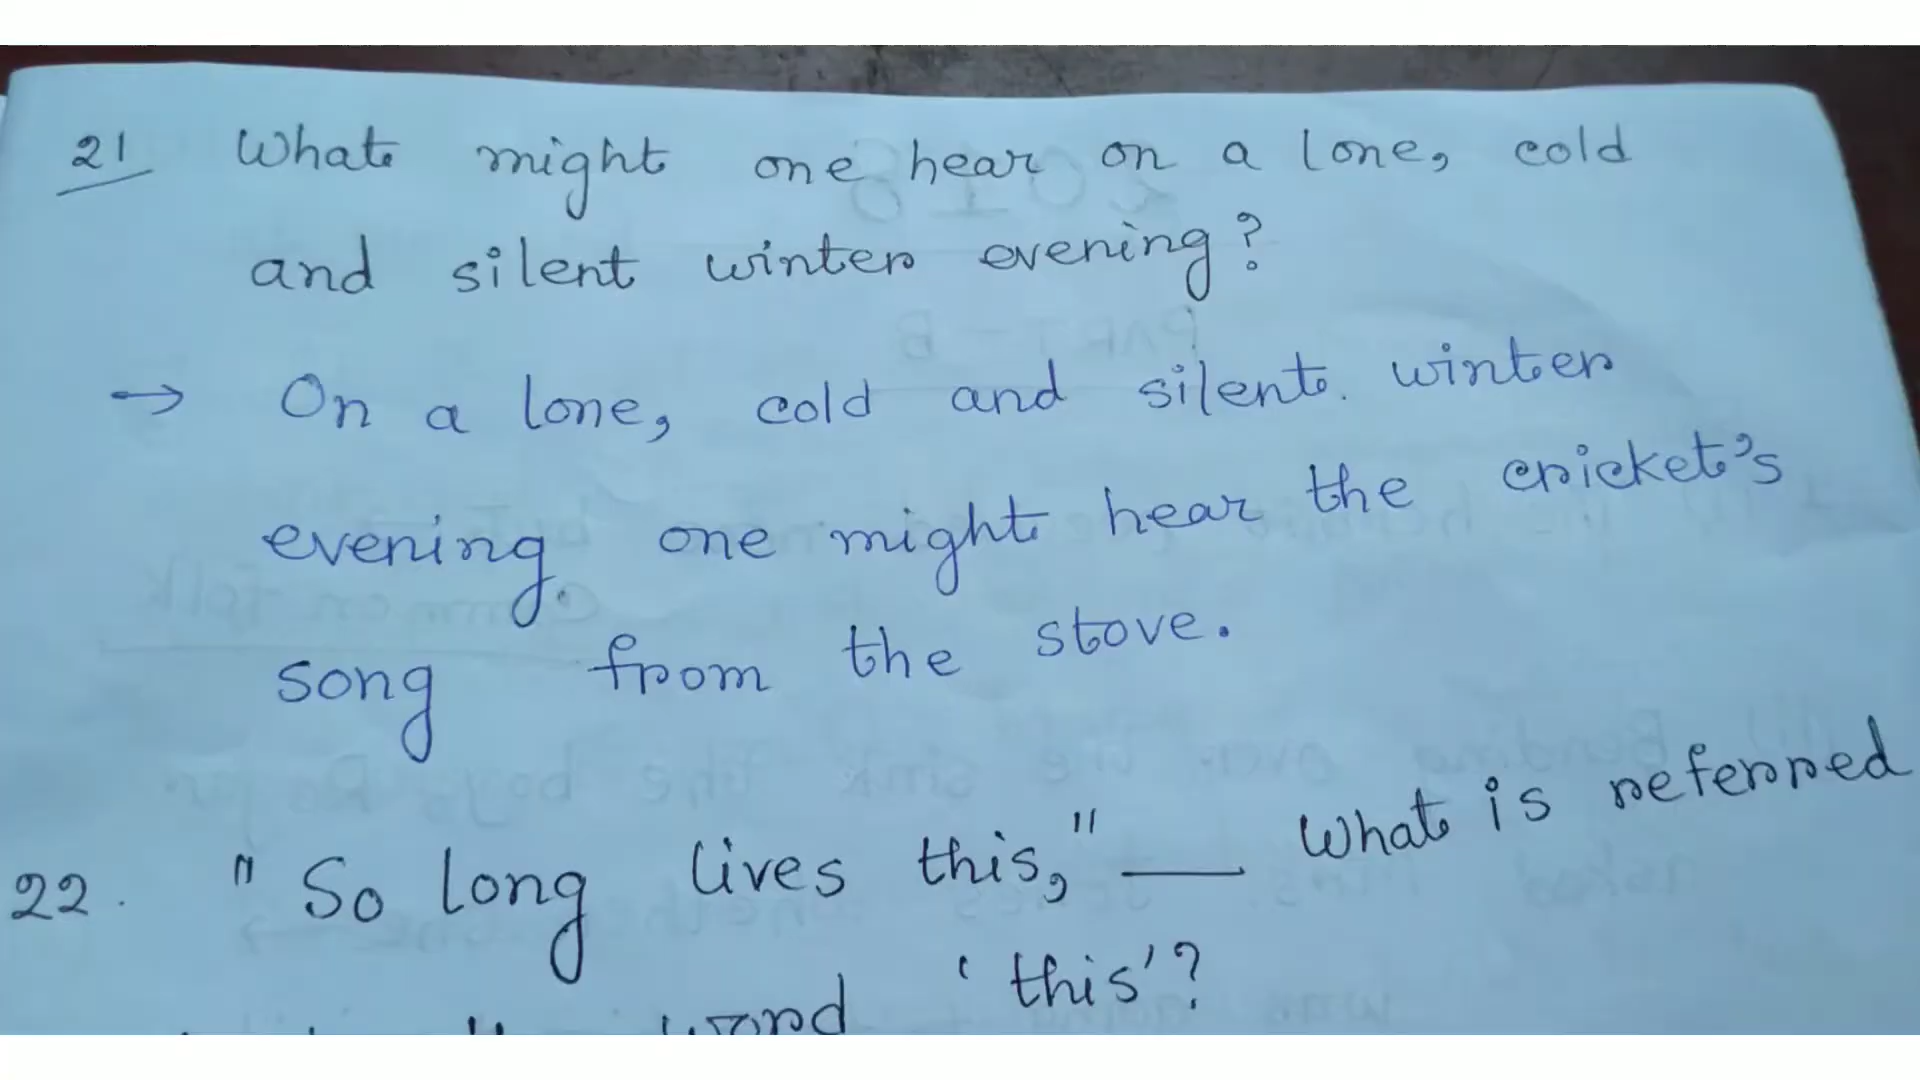 21 What might one hear on a lone, cold
and silent winter evening?
→ On a lone, cold and silent. winter
evening. one might hear the cricket's
song from the stove.
22. "So long lives this," — What is referred
word 'this'?